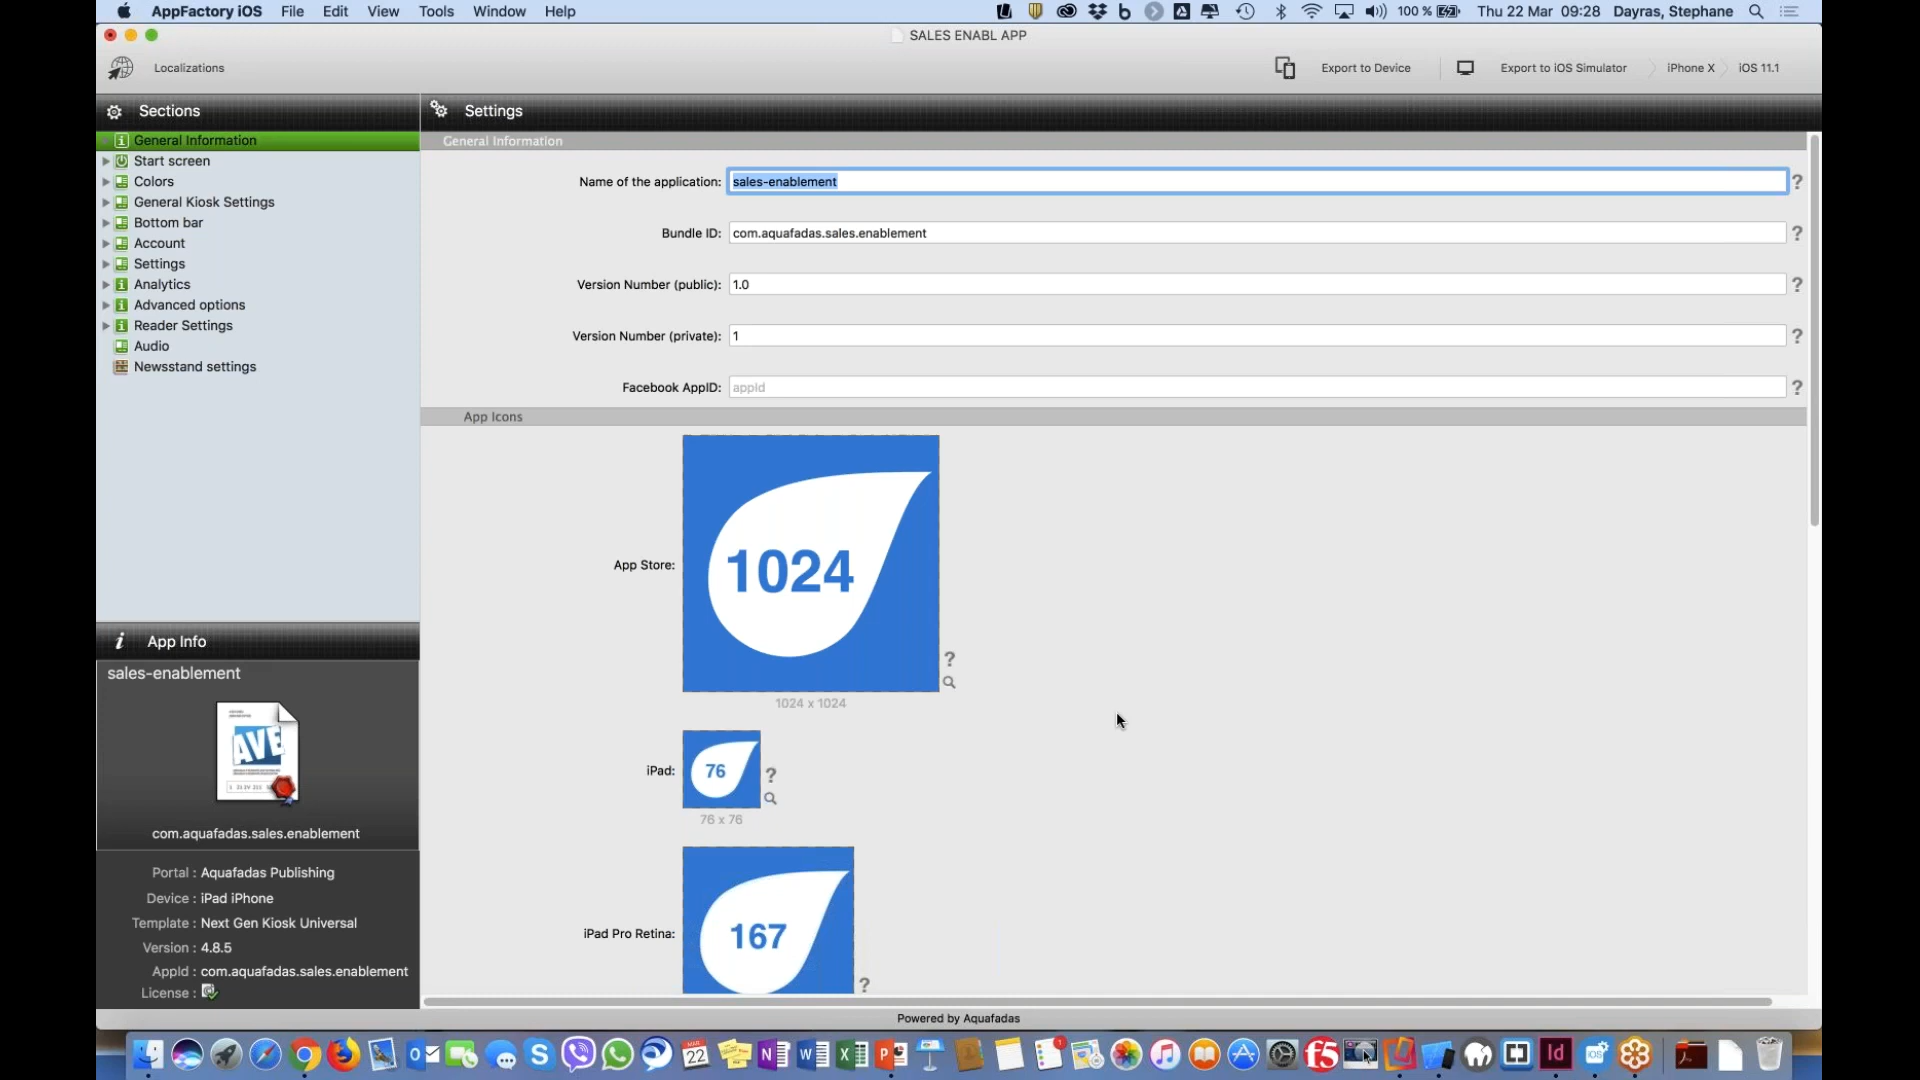 AppFactory iOS File Edit View Tools Window Help 100 % Thu 22 Mar 09:28 Dayras, Stephane
SALES ENABL APP
Localizations Export to Device Export to iOS Simulator iPhone X iOS 11.1
Sections
General Information
Start screen
Colors
General Kiosk Settings
Bottom bar
Account
Settings
Analytics
Advanced options
Reader Settings
Audio
Newsstand settings
Settings
General Information
Name of the application: sales-enablement ?
Bundle ID: com.aquafadas.sales.enablement ?
Version Number (public): 1.0 ?
Version Number (private): 1 ?
Facebook AppID: appId ?
App Icons
App Store: 1024 ?
1024 x 1024
iPad: 76 ?
76 x 76
iPad Pro Retina: 167 ?
App Info
sales-enablement
AVE
com.aquafadas.sales.enablement
Portal : Aquafadas Publishing
Device : iPad iPhone
Template : Next Gen Kiosk Universal
Version : 4.8.5
AppId : com.aquafadas.sales.enablement
License :
Powered by Aquafadas
MAR
22
N W X P 1 f5 Id iOS